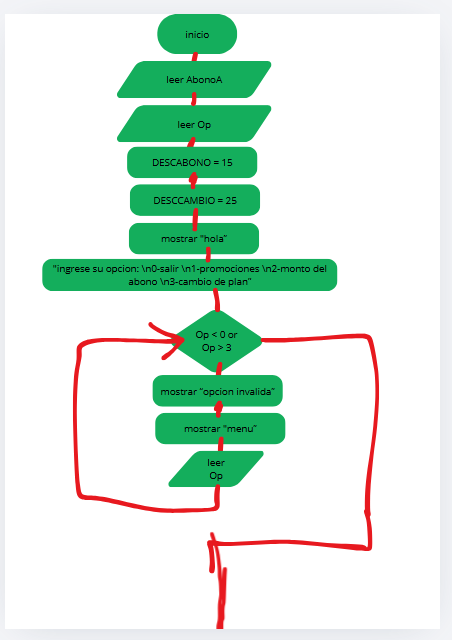 inicio
leer AbonoA
leer Op
DESCABONO = 15
DESCCAMBIO = 25
mostrar "hola"
"ingrese su opcion: \n0-salir \n1-promociones \n2-monto del
abono \n3-cambio de plan"
Op < 0 or
Op > 3
mostrar "opcion invalida"
mostrar "menu"
leer
Op